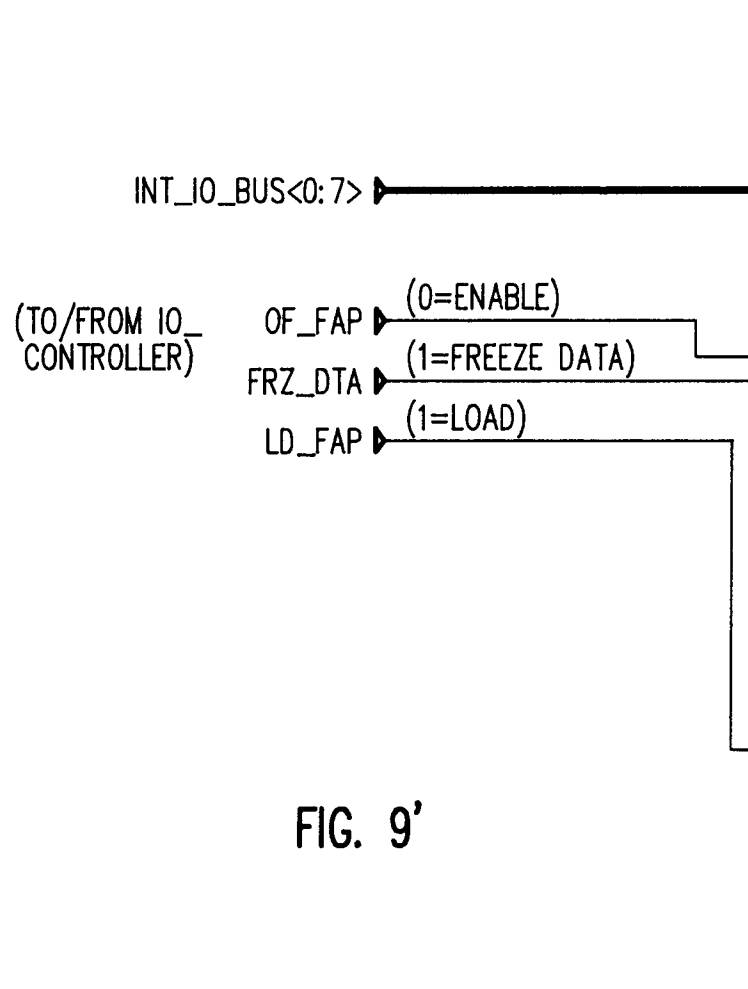 INT_IO_BUS<0:7>
(0=ENABLE)
(TO/FROM IO_
OF_FAP
(1=FREEZE DATA)
CONTROLLER)
FRZ_DTA
(1=LOAD)
LD_FAP
FIG. 9'